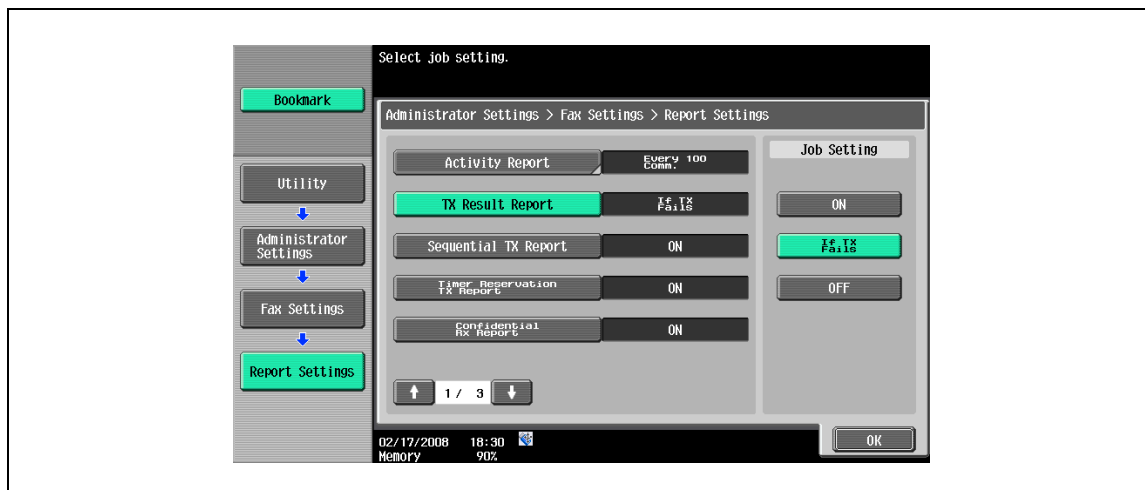 Select job setting.
Bookmark
Administrator Settings > Fax Settings > Report Settings
Utility
Administrator
Settings
Fax Settings
Report Settings
Activity Report
Every 100
Comm.
TX Result Report
If TX
Fails
Sequential TX Report
ON
Timer Reservation
TX Report
ON
Confidential
Rx Report
ON
1/ 3
Job Setting
ON
If TX
Fails
OFF
02/17/2008 18:30
Memory 90%
OK